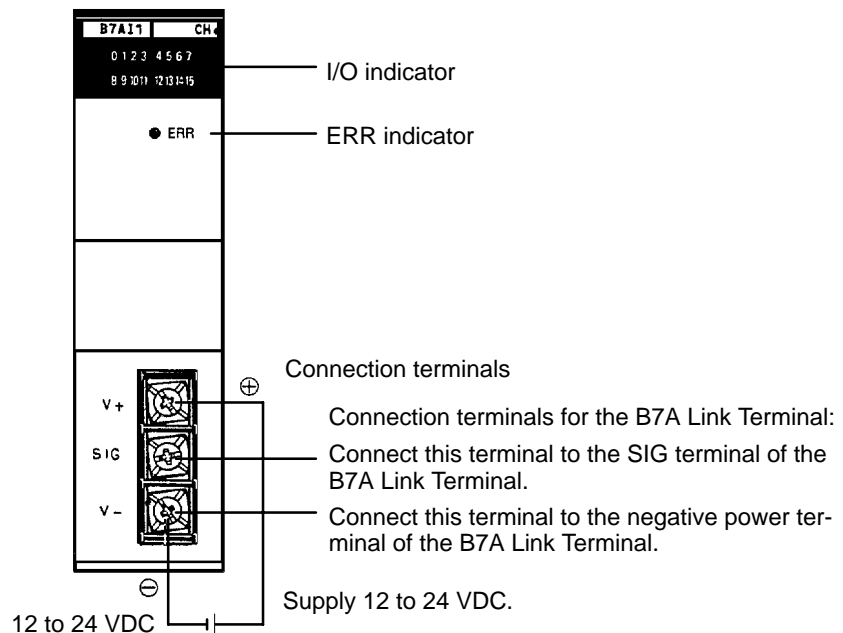 B7AI1 CH
0 1 2 3 4 5 6 7
8 9 10 11 12 13 14 15
I/O indicator
ERR
ERR indicator
Connection terminals
V +
Connection terminals for the B7A Link Terminal:
SIG
Connect this terminal to the SIG terminal of the
B7A Link Terminal.
V −
Connect this terminal to the negative power ter-
minal of the B7A Link Terminal.
Supply 12 to 24 VDC.
12 to 24 VDC